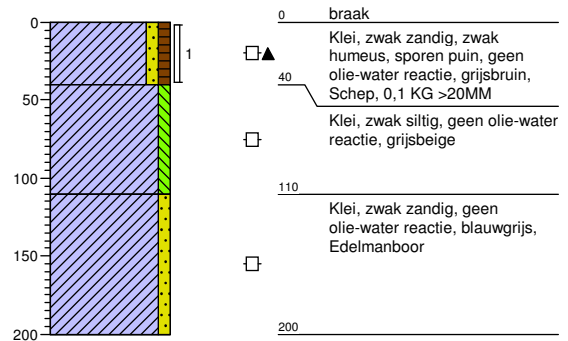 0
50
100
150
200
1
0
braak
Klei, zwak zandig, zwak
humeus, sporen puin, geen
olie-water reactie, grijsbruin,
Schep, 0,1 KG >20MM
40
Klei, zwak siltig, geen olie-water
reactie, grijsbeige
110
Klei, zwak zandig, geen
olie-water reactie, blauwgrijs,
Edelmanboor
200